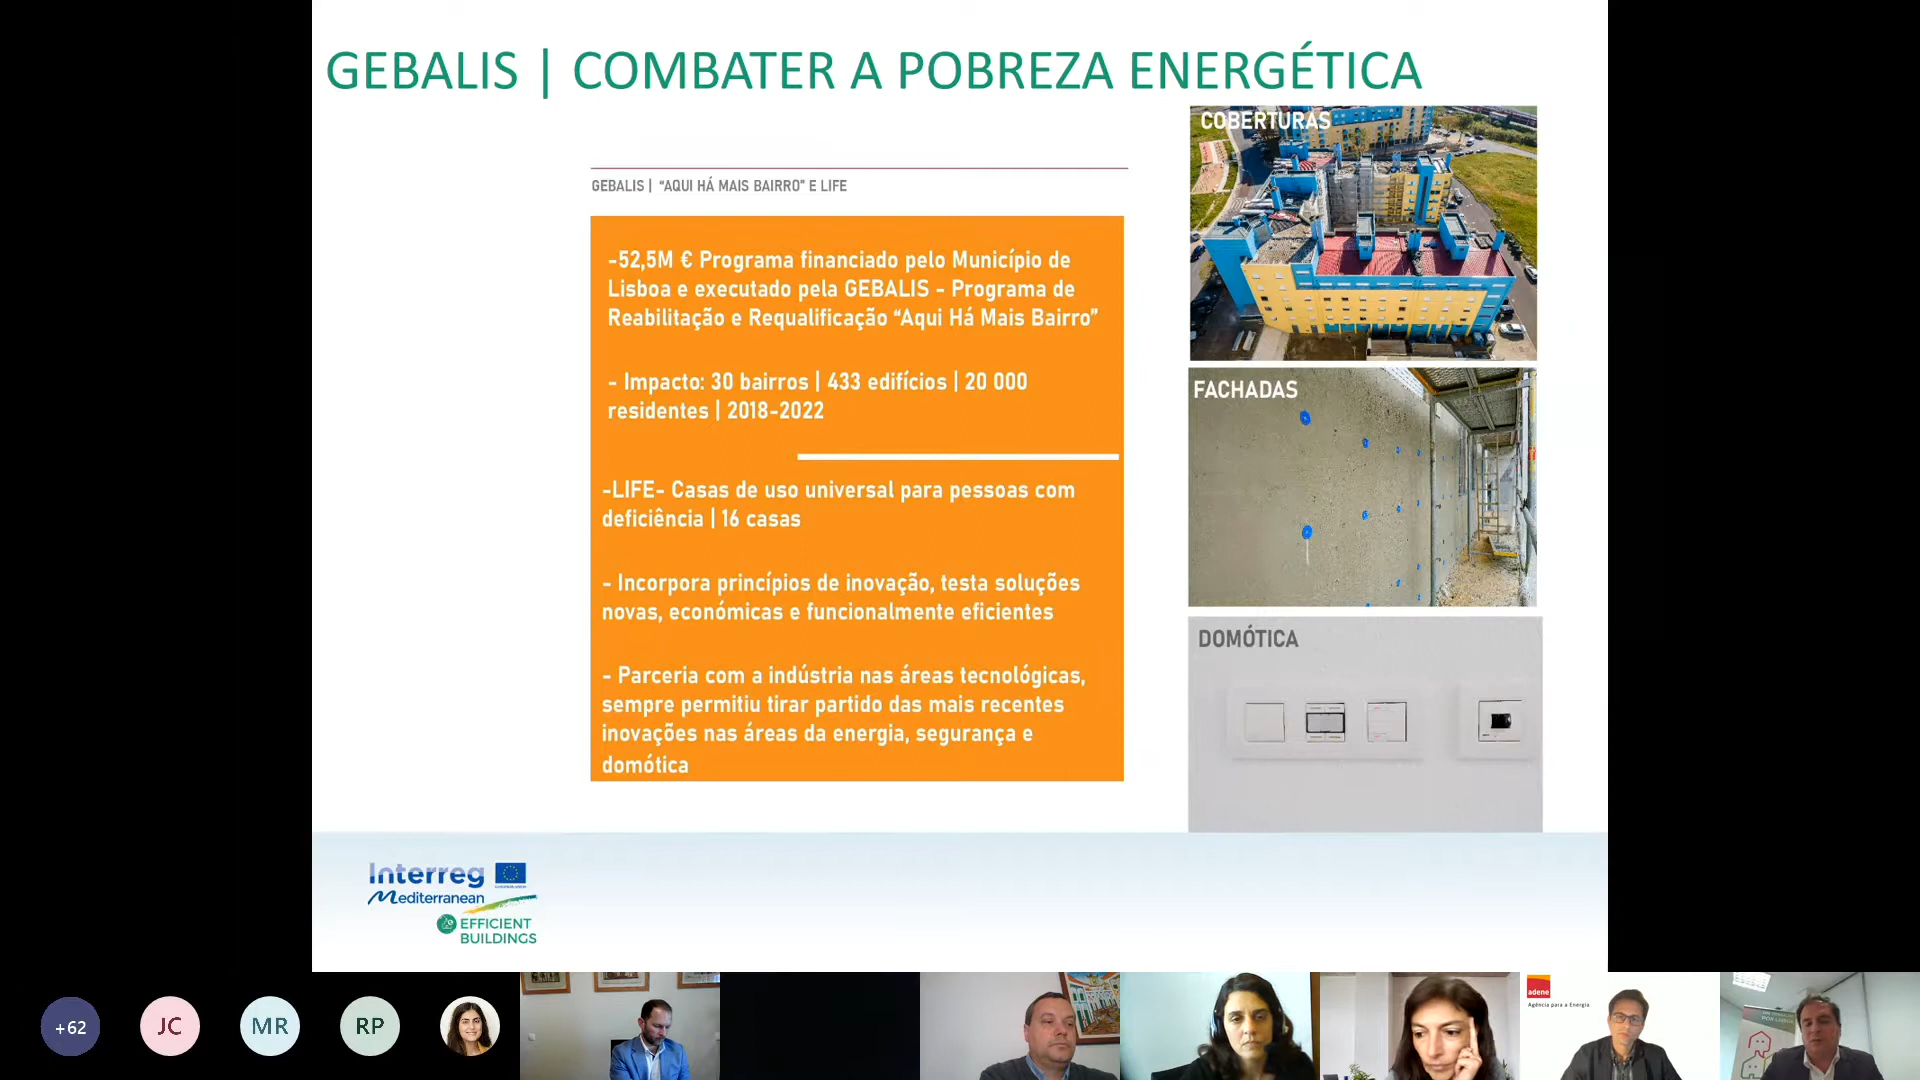 GEBALIS | COMBATER A POBREZA ENERGÉTICA
GEBALIS | “AQUI HÁ MAIS BAIRRO” E LIFE
-52,5M € Programa financiado pelo Município de
Lisboa e executado pela GEBALIS - Programa de
Reabilitação e Requalificação “Aqui Há Mais Bairro”
- Impacto: 30 bairros | 433 edifícios | 20 000
residentes | 2018-2022
-LIFE- Casas de uso universal para pessoas com
deficiência | 16 casas
- Incorpora princípios de inovação, testa soluções
novas, económicas e funcionalmente eficientes
- Parceria com a indústria nas áreas tecnológicas,
sempre permitiu tirar partido das mais recentes
inovações nas áreas da energia, segurança e
domótica
COBERTURAS
FACHADAS
DOMÓTICA
Interreg
Mediterranean
EFFICIENT
BUILDINGS
+62
JC
MR
RP
adene
Agência para a Energia